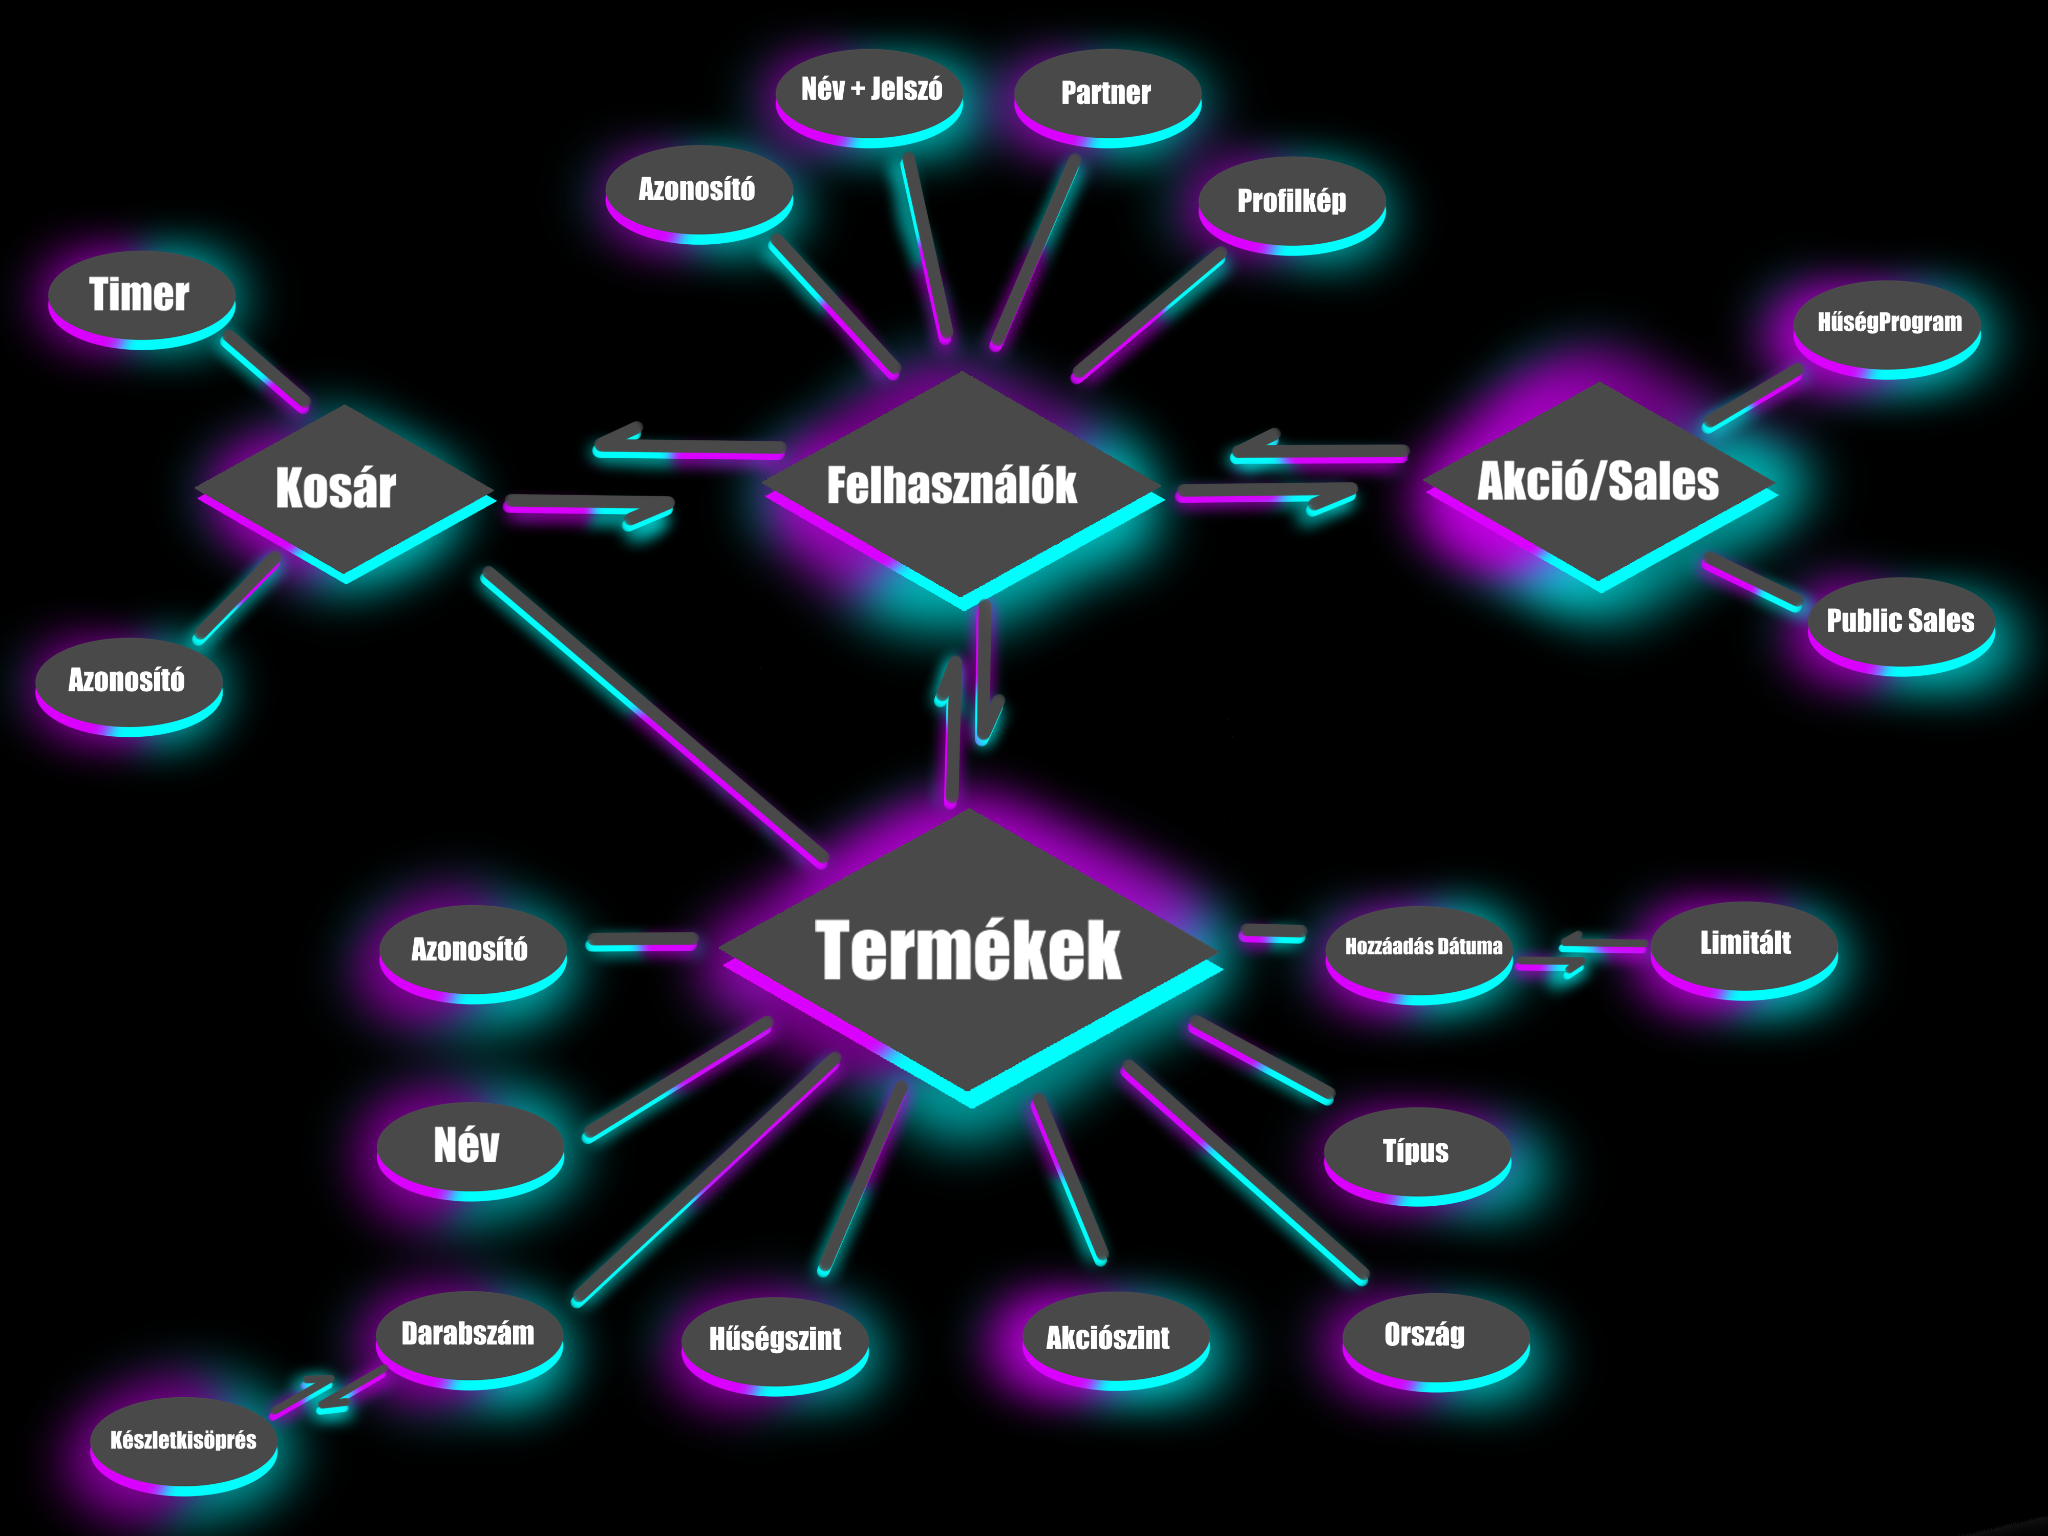 Név + Jelszó
Partner
Azonosító
Profilkép
Timer
HűségProgram
Kosár
Felhasználók
Akció/Sales
Public Sales
Azonosító
Termékek
Azonosító
Hozzáadás Dátuma
Limitált
Név
Típus
Darabszám
Hűségszint
Akciószint
Ország
Készletkisöprés